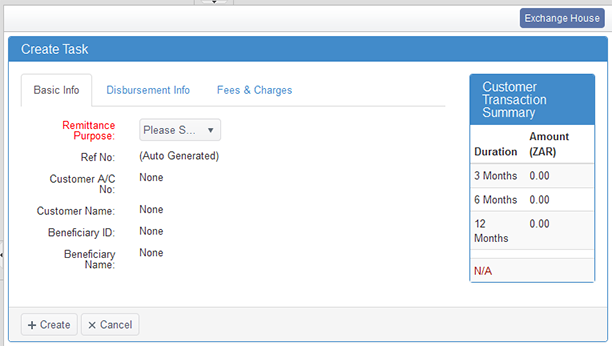 Exchange House
Create Task
Basic Info
Disbursement Info
Fees & Charges
Remittance
Purpose:
Please S...
Ref No:
(Auto Generated)
Customer A/C
No:
None
Customer Name:
None
Beneficiary ID:
None
Beneficiary
Name:
None
Customer
Transaction
Summary
Duration
Amount
(ZAR)
3 Months
0.00
6 Months
0.00
12
Months
0.00
N/A
+ Create
× Cancel